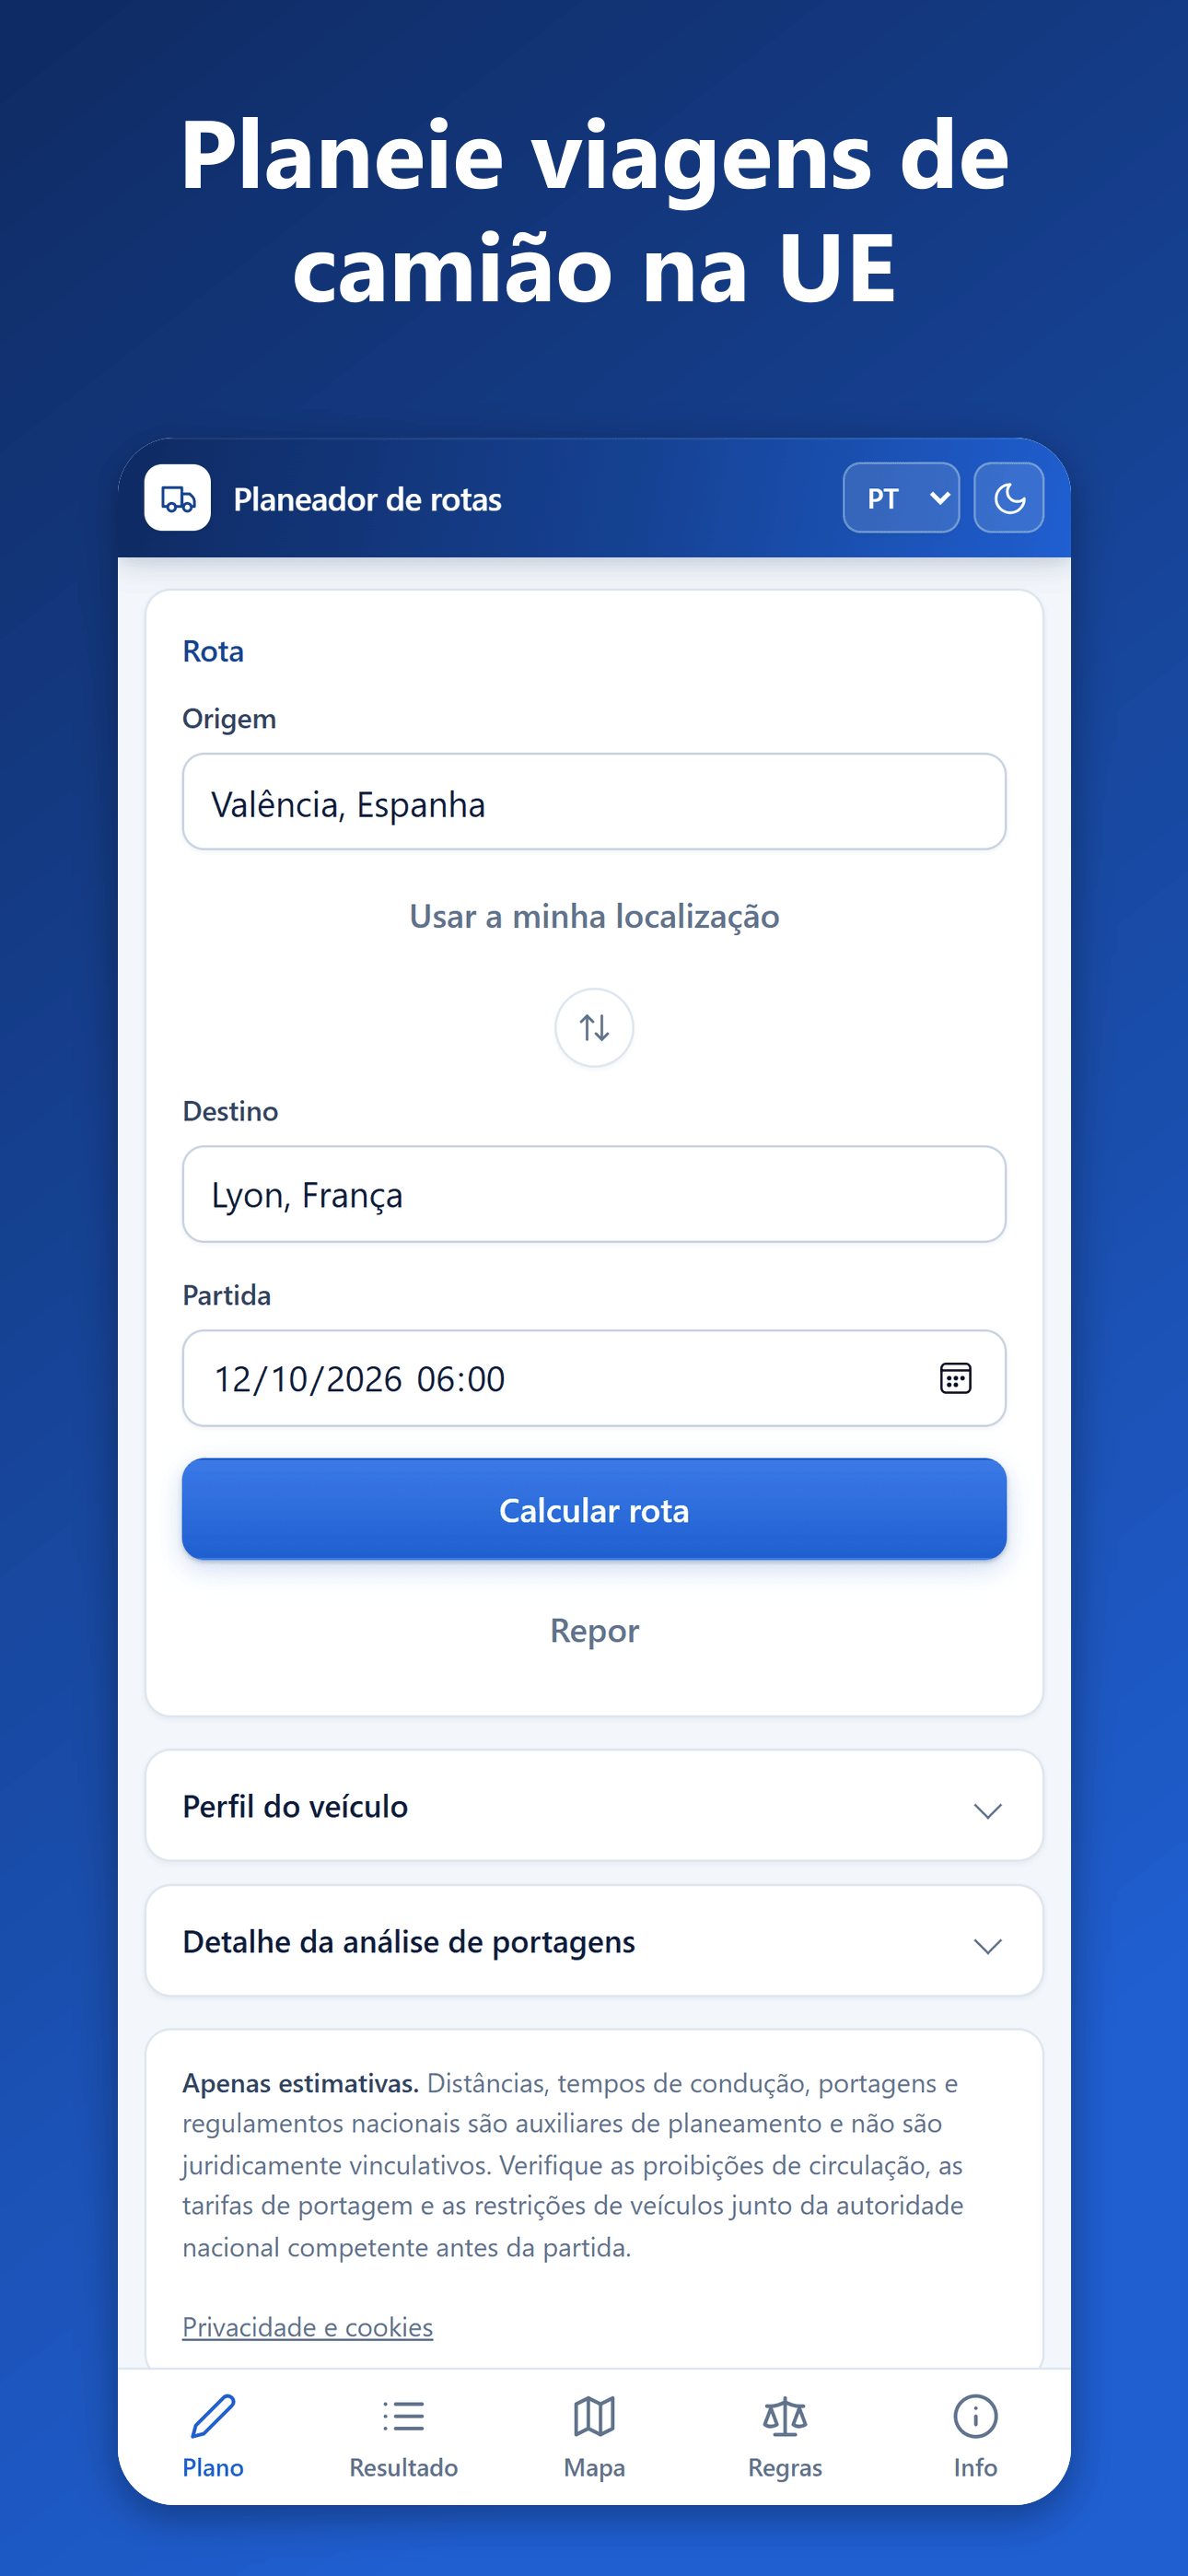 Planeie viagens de
camião na UE
Planeador de rotas
PT
Rota
Origem
Valência, Espanha
Usar a minha localização
Destino
Lyon, França
Partida
12/10/2026 06:00
Calcular rota
Repor
Perfil do veículo
Detalhe da análise de portagens
Apenas estimativas. Distâncias, tempos de condução, portagens e
regulamentos nacionais são auxiliares de planeamento e não são
juridicamente vinculativos. Verifique as proibições de circulação, as
tarifas de portagem e as restrições de veículos junto da autoridade
nacional competente antes da partida.
Privacidade e cookies
Plano
Resultado
Mapa
Regras
Info